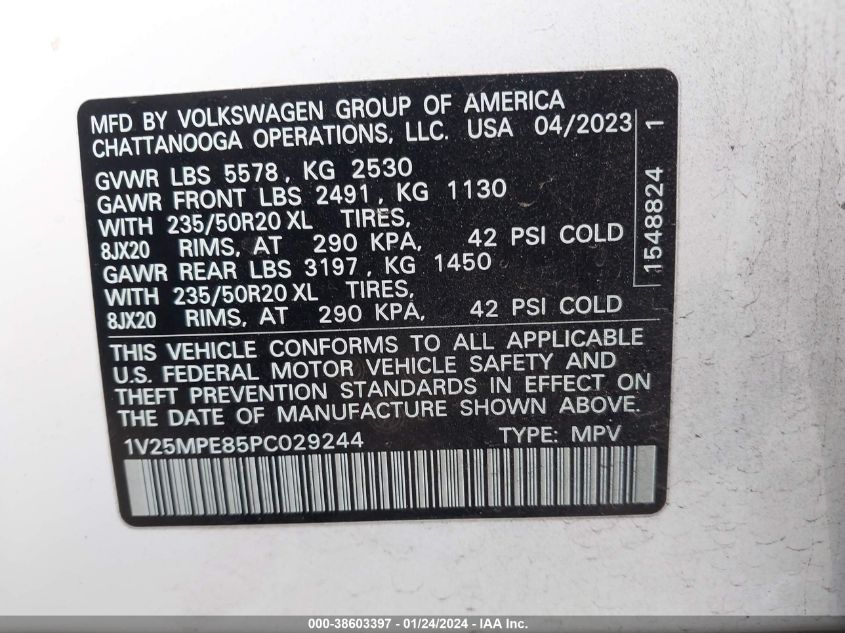 MFD BY VOLKSWAGEN GROUP OF AMERICA
CHATTANOOGA OPERATIONS, LLC. USA 04/2023
GVWR LBS 5578, KG 2530
GAWR FRONT LBS 2491, KG 1130
WITH 235/50R20 XL TIRES,
8JX20 RIMS, AT 290 KPA, 42 PSI COLD
GAWR REAR LBS 3197, KG 1450
WITH 235/50R20 XL TIRES,
8JX20 RIMS, AT 290 KPA, 42 PSI COLD
1548824 1
THIS VEHICLE CONFORMS TO ALL APPLICABLE
U.S. FEDERAL MOTOR VEHICLE SAFETY AND
THEFT PREVENTION STANDARDS IN EFFECT ON
THE DATE OF MANUFACTURE SHOWN ABOVE.
1V25MPE85PC029244 TYPE: MPV
000-38603397 - 01/24/2024 - IAA Inc.